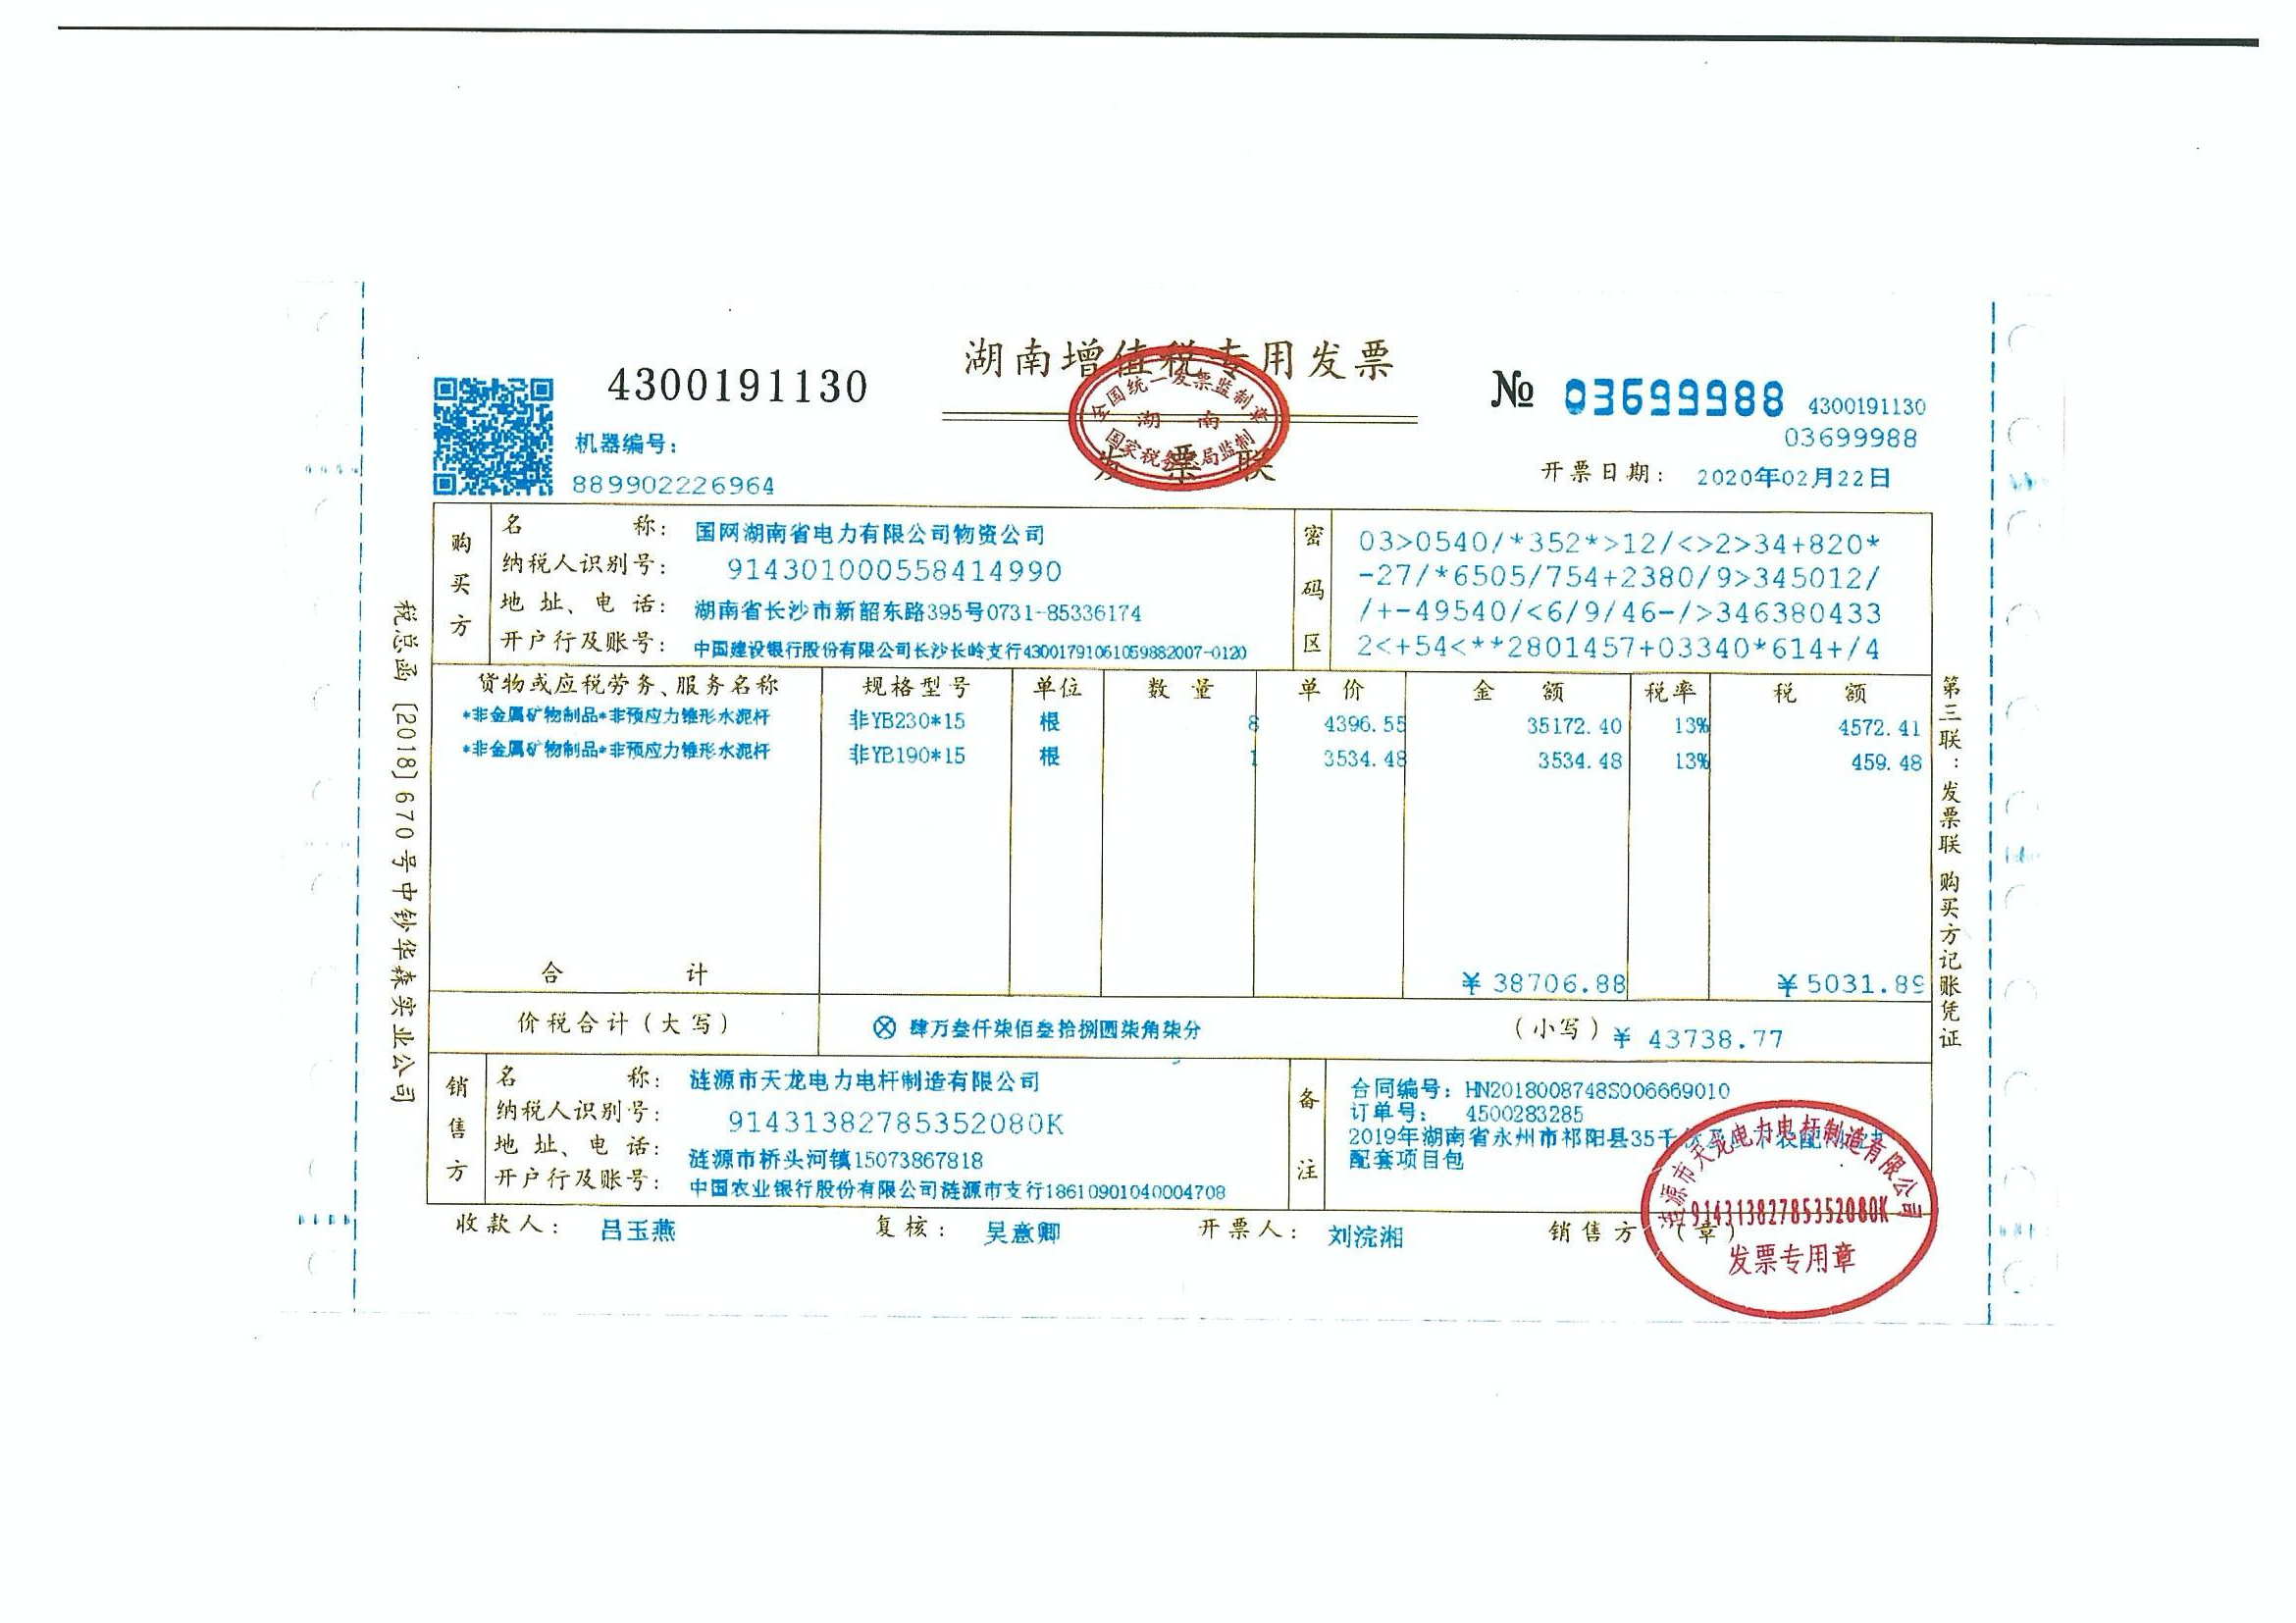 湖南增值税专用发票
4300191130
№ 03699988 4300191130
03699988
机器编号：
889902226964
全国统一发票监制章
湖 南
国家税务总局监制
发 票 联
开票日期： 2020年02月22日
购买方
名 称： 国网湖南省电力有限公司物资公司
纳税人识别号： 914301000558414990
地 址、电 话： 湖南省长沙市新韶东路395号0731-85336174
开户行及账号： 中国建设银行股份有限公司长沙长岭支行43001791061059882007-0120
密码区
03>0540/*352*>12/<>2>34+820*
-27/*6505/754+2380/9>345012/
/+-49540/<6/9/46-/>346380433
2<+54<**2801457+03340*614+/4
货物或应税劳务、服务名称 规格型号 单位 数 量 单 价 金 额 税率 税 额
*非金属矿物制品*非预应力锥形水泥杆 非YB230*15 根 8 4396.55 35172.40 13% 4572.41
*非金属矿物制品*非预应力锥形水泥杆 非YB190*15 根 1 3534.48 3534.48 13% 459.48
合 计 ￥38706.88 ￥5031.89
价税合计（大写） ⊗ 肆万叁仟柒佰叁拾捌圆柒角柒分 （小写）￥ 43738.77
销售方
名 称： 涟源市天龙电力电杆制造有限公司
纳税人识别号： 91431382785352080K
地 址、电 话： 涟源市桥头河镇15073867818
开户行及账号： 中国农业银行股份有限公司涟源市支行18610901040004708
备注
合同编号：HN2018008748S006669010
订单号： 4500283285
2019年湖南省永州市祁阳县35千
配套项目包
收款人： 吕玉燕 复核： 吴意卿 开票人： 刘浣湘 销售方（章）
涟源市天龙电力电杆制造有限公司
91431382785352080K
发票专用章
税总函［2018］670号中钞华森实业公司
第三联：发票联 购买方记账凭证